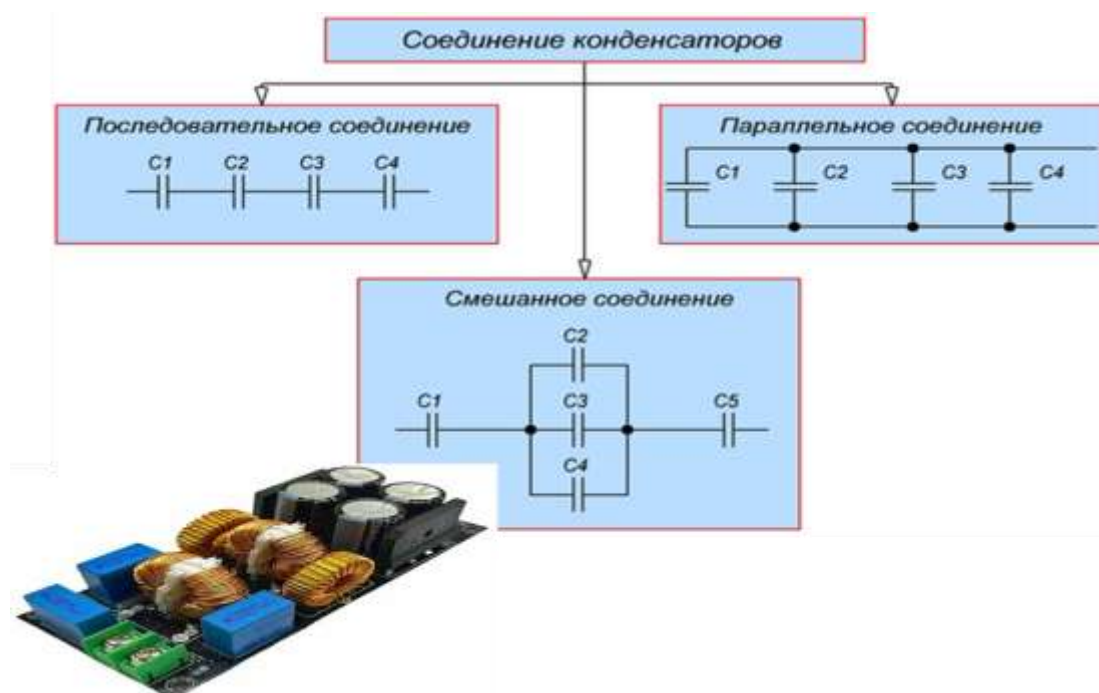 Соединение конденсаторов
Последовательное соединение
C1 C2 C3 C4
Параллельное соединение
C1 C2 C3 C4
Смешанное соединение
C2
C1 C3 C5
C4